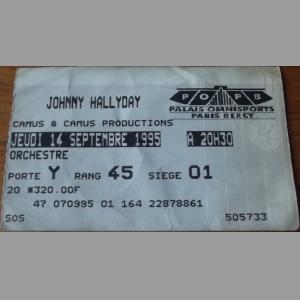 JOHNNY HALLYDAY
POPB
PALAIS OMNISPORTS
PARIS BERCY
CAMUS & CAMUS PRODUCTIONS
JEUDI 14 SEPTEMBRE 1995 A 20H30
ORCHESTRE
PORTE Y RANG 45 SIEGE 01
20 *320.00F
47 070995 01 164 22878861
SOS 505733